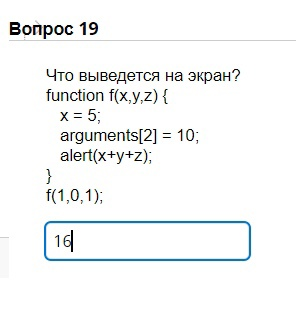 Вопрос 19
Что выведется на экран?
function f(x,y,z) {
x = 5;
arguments[2] = 10;
alert(x+y+z);
}
f(1,0,1);
16